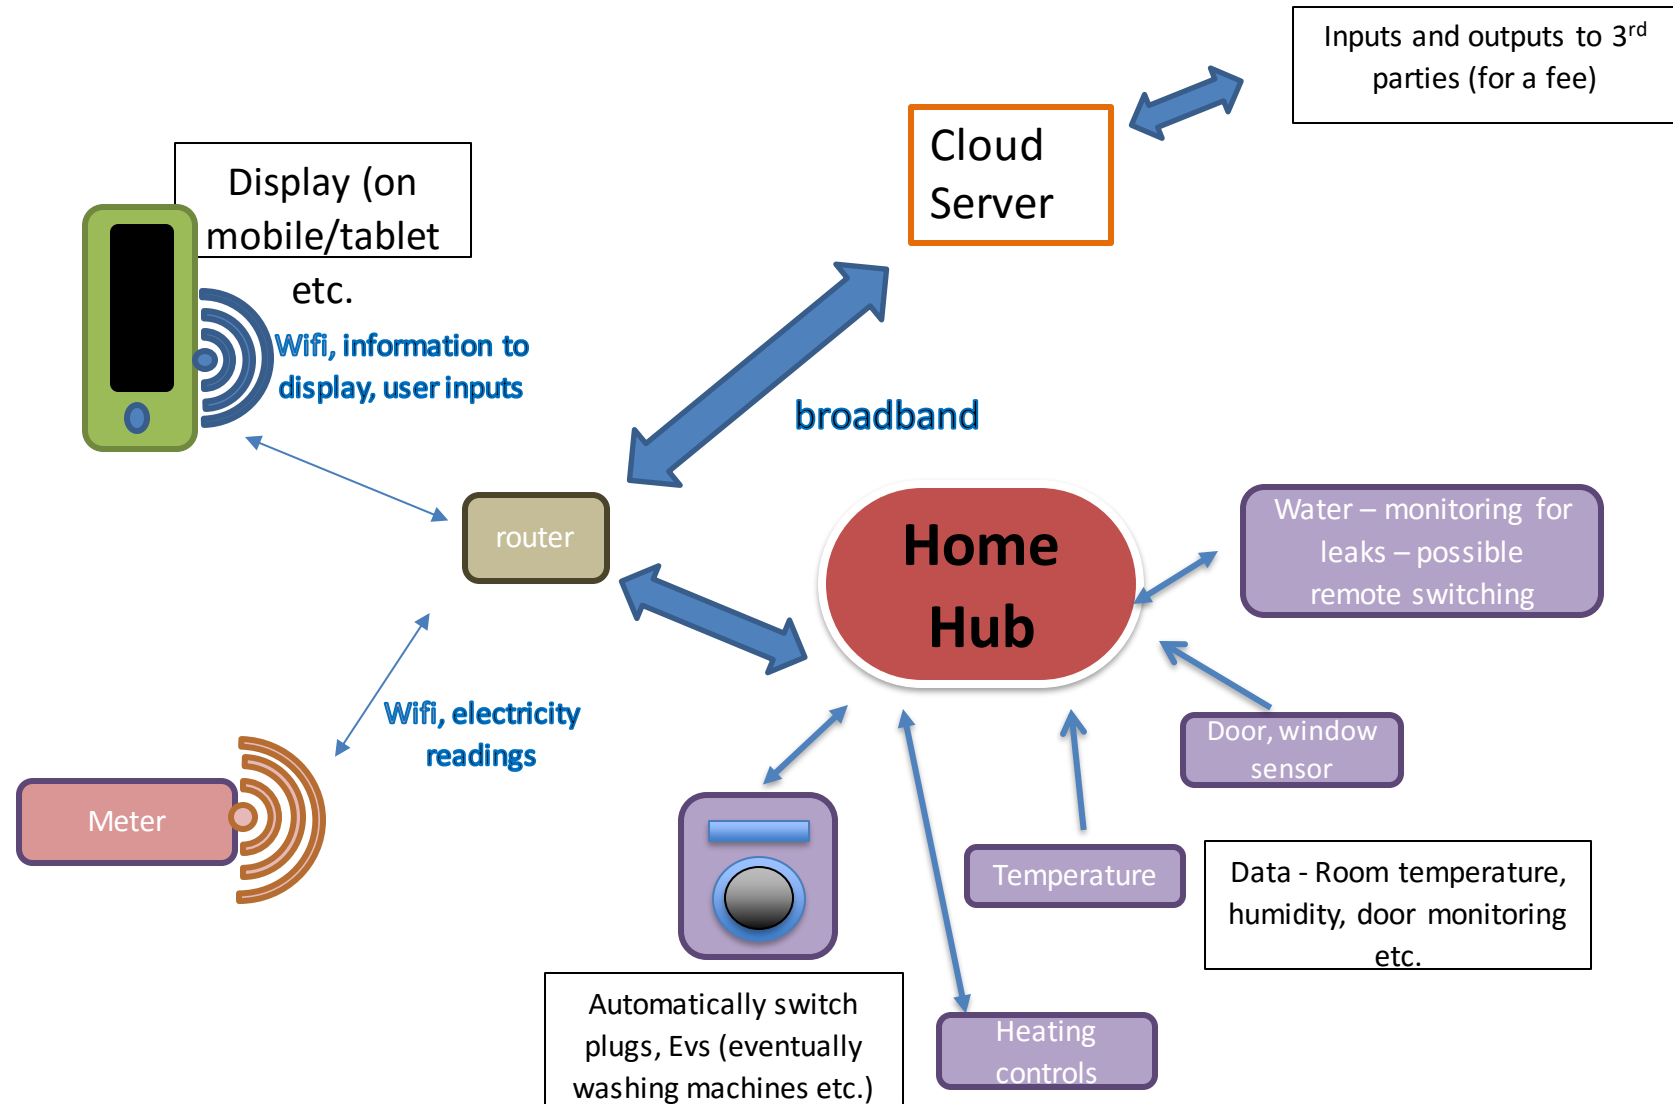 Inputs and outputs to 3rd
parties (for a fee)
Cloud
Server
Display (on
mobile/tablet
etc.
Wifi, information to
display, user inputs
broadband
router
Home
Hub
Water – monitoring for
leaks – possible
remote switching
Wifi, electricity
readings
Door, window
sensor
Meter
Temperature
Data - Room temperature,
humidity, door monitoring
etc.
Automatically switch
plugs, Evs (eventually
washing machines etc.)
Heating
controls